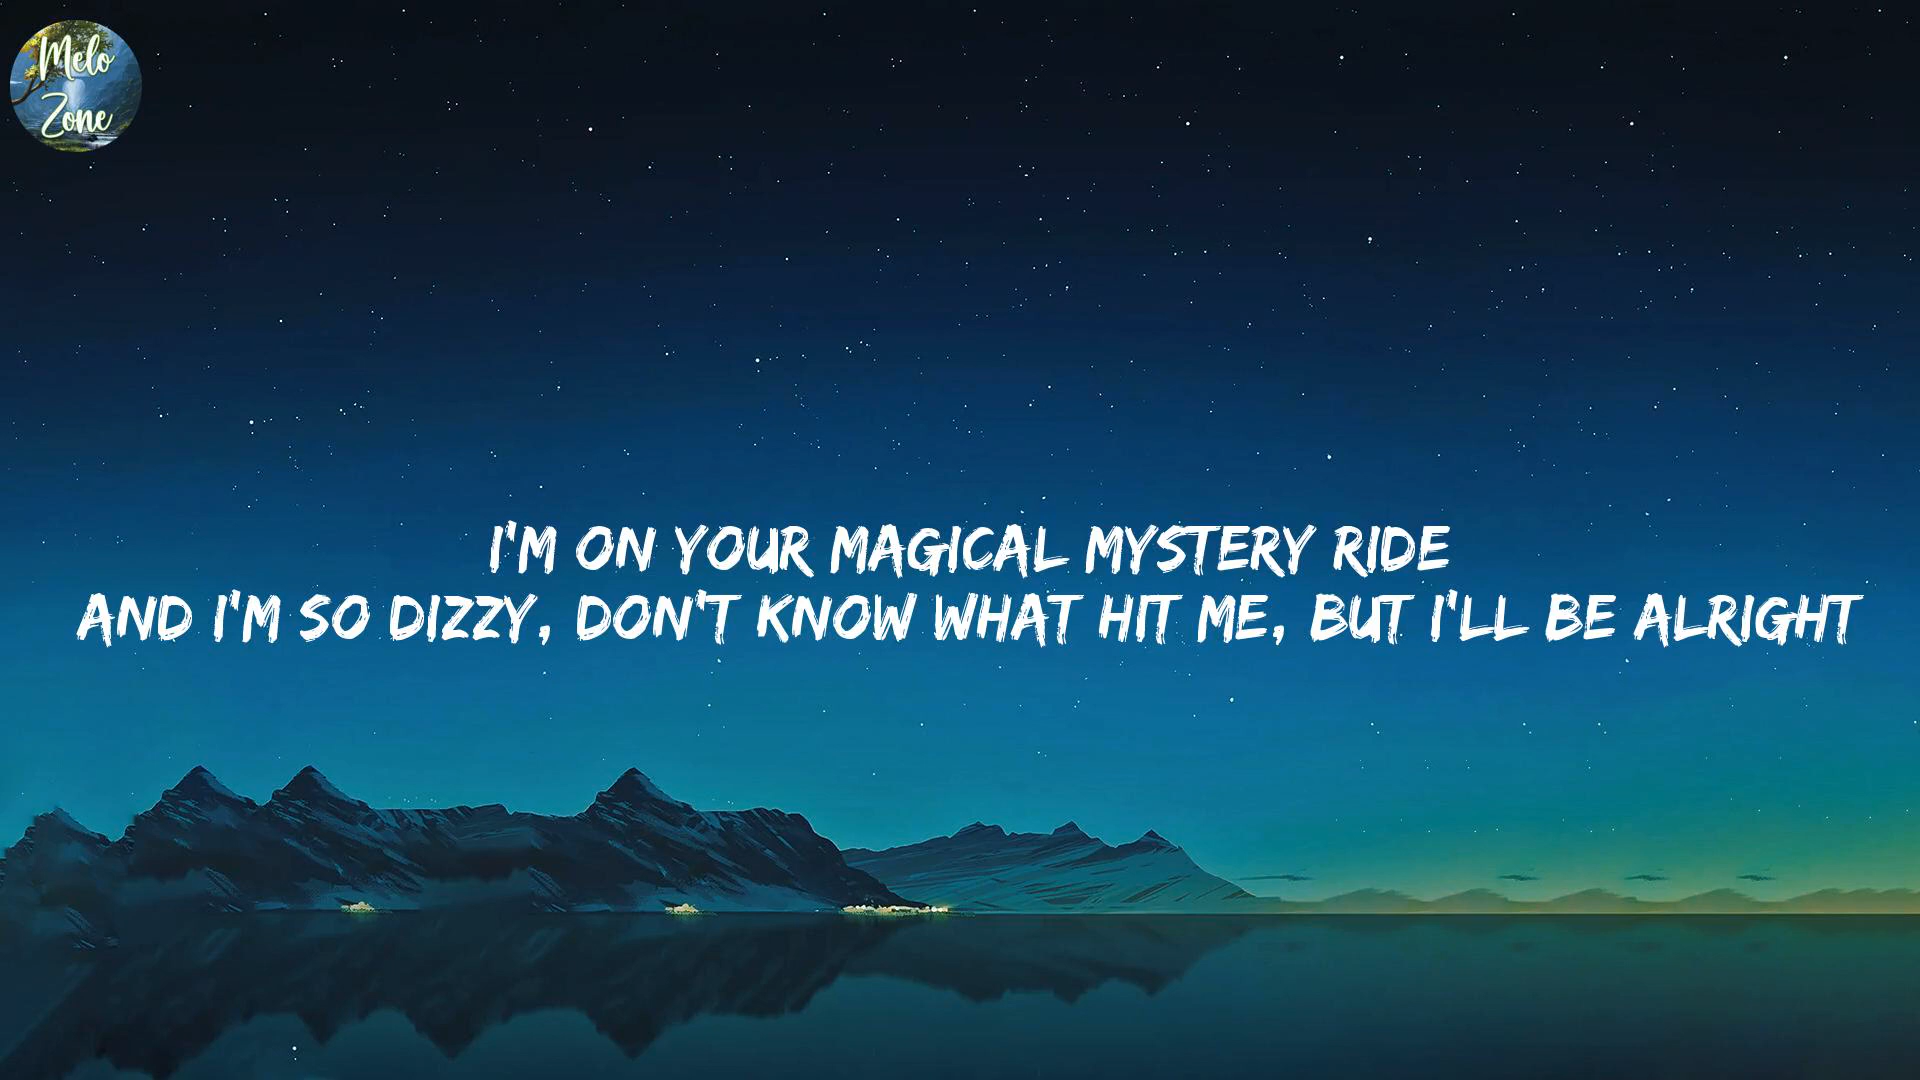 Melo
Zone
I'M ON YOUR MAGICAL MYSTERY RIDE
AND I'M SO DIZZY, DON'T KNOW WHAT HIT ME, BUT I'LL BE ALRIGHT